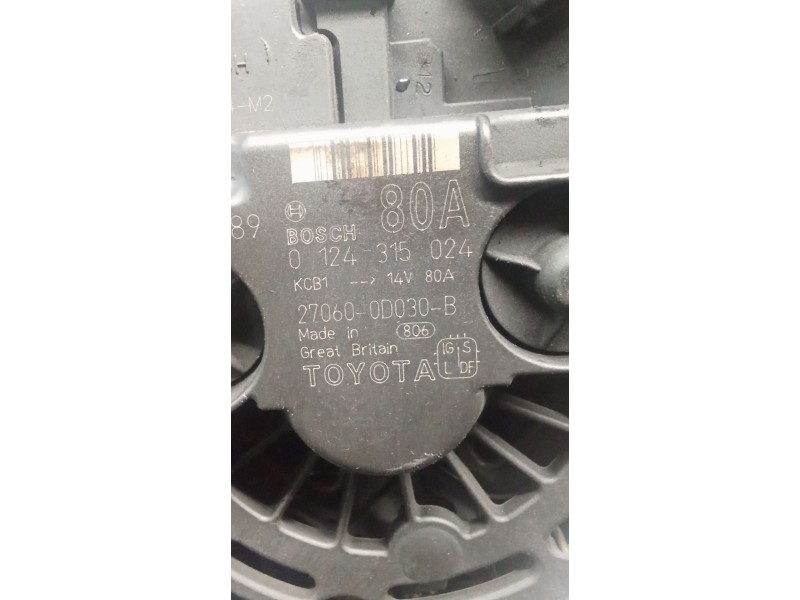 -M2
89
80A
BOSCH
0 124-315 024
KCB1 --> 14V 80A
27060-0D030-B
Made in 806
Great Britain
TOYOTA
IG S
L DF